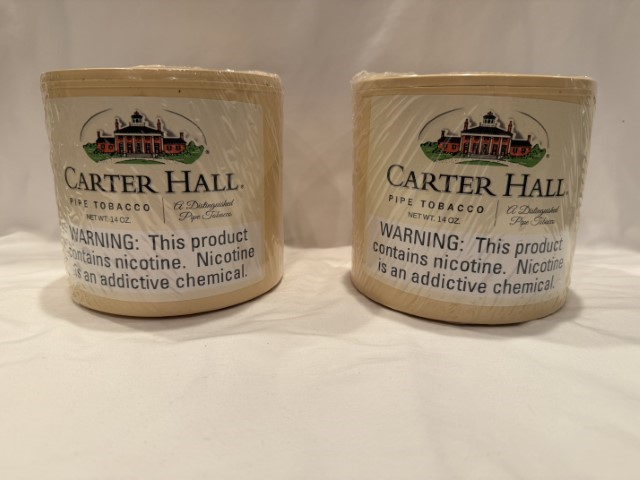 CARTER HALL®
PIPE TOBACCO
NET WT. 14 OZ.
A Distinguished
Pipe Tobacco
WARNING: This product
contains nicotine. Nicotine
is an addictive chemical.
CARTER HALL®
PIPE TOBACCO
NET WT. 14 OZ.
A Distinguished
Pipe Tobacco
WARNING: This product
contains nicotine. Nicotine
is an addictive chemical.